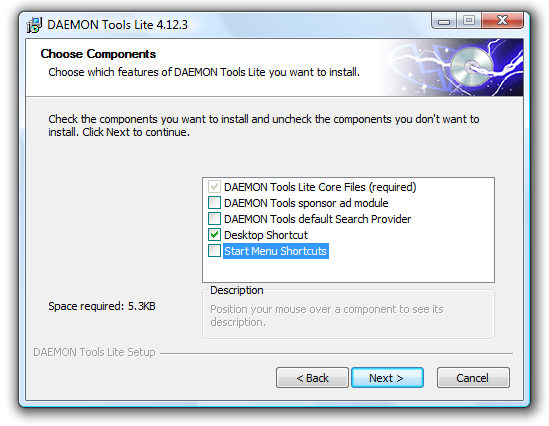 DAEMON Tools Lite 4.12.3
Choose Components
Choose which features of DAEMON Tools Lite you want to install.
Check the components you want to install and uncheck the components you don't want to
install. Click Next to continue.
DAEMON Tools Lite Core Files (required)
DAEMON Tools sponsor ad module
DAEMON Tools default Search Provider
Desktop Shortcut
Start Menu Shortcuts
Space required: 5.3KB
Description
Position your mouse over a component to see its
description.
DAEMON Tools Lite Setup
< Back
Next >
Cancel